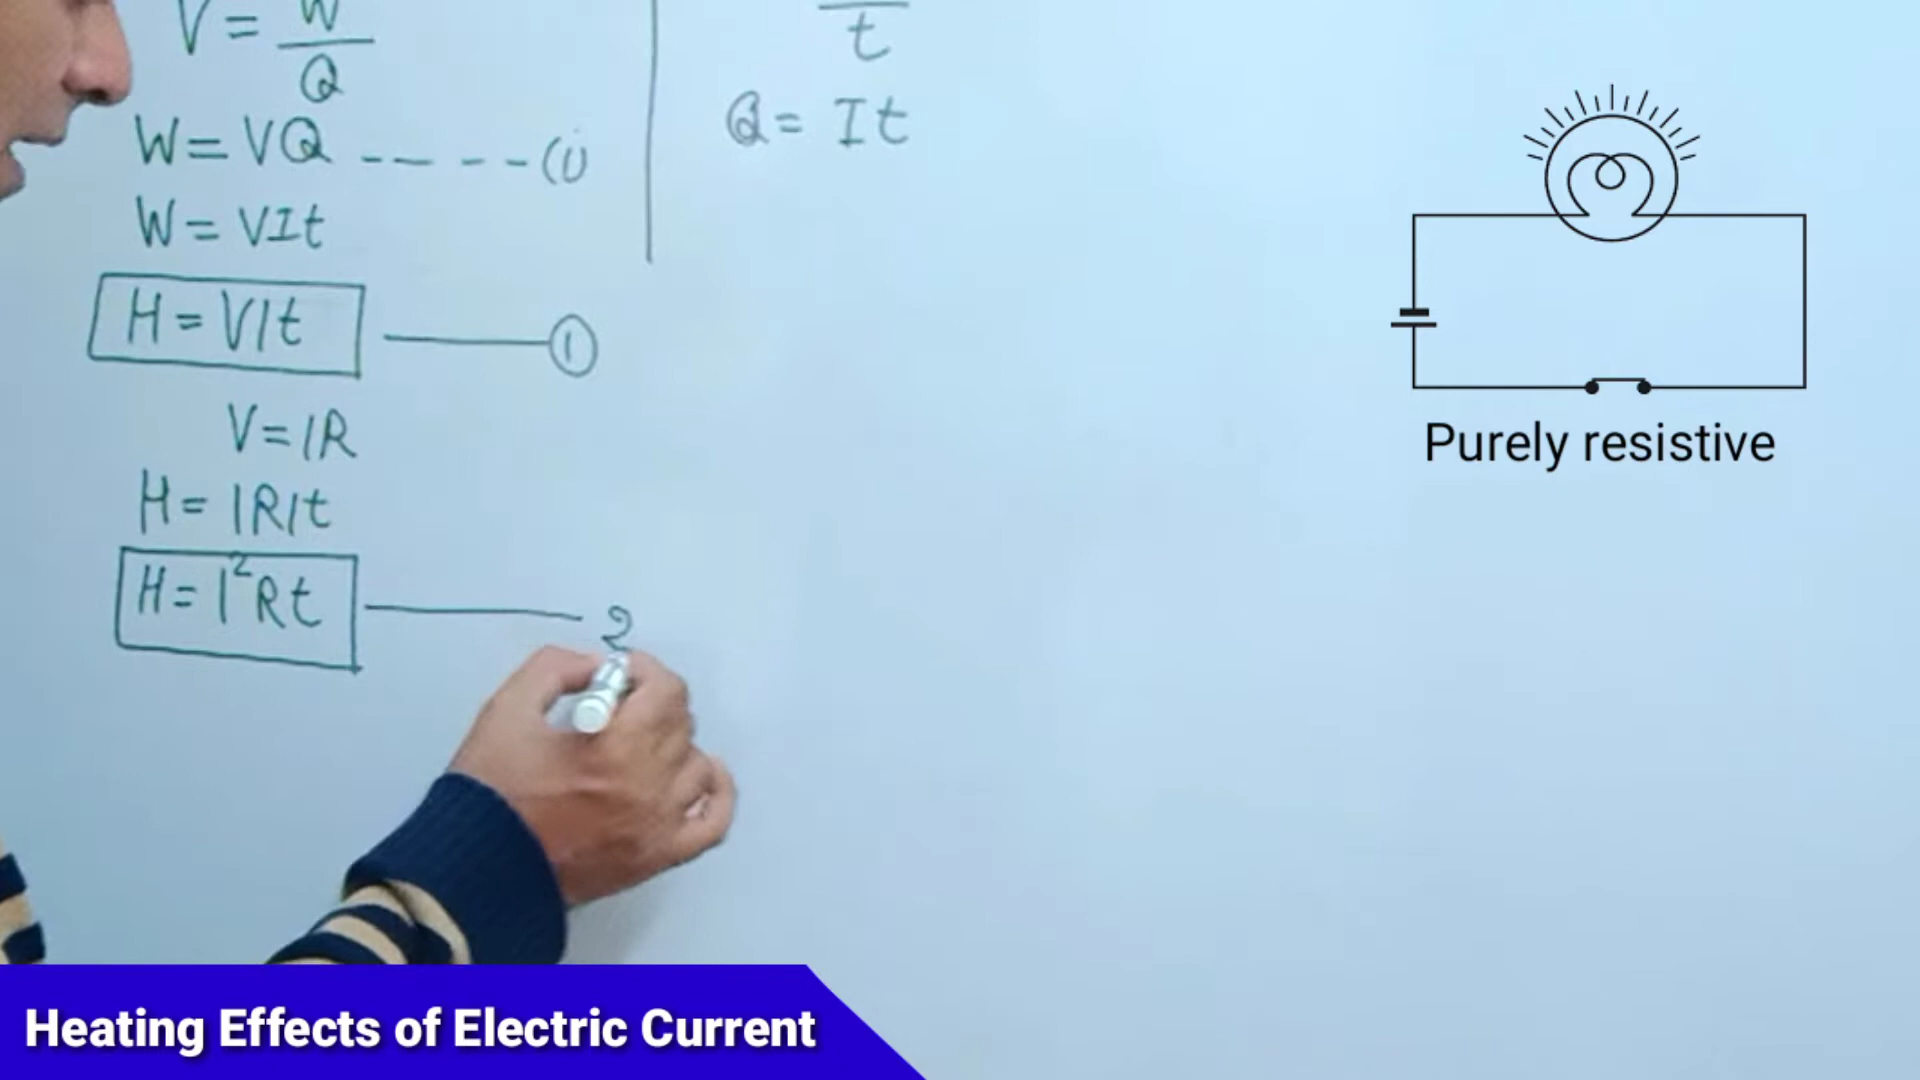 V = W
Q
W = VQ ---- (i)
W = VIt
H = VIt ① 
V = IR
H = IRIt
H = I²Rt 2
t
Q = It
Purely resistive
Heating Effects of Electric Current